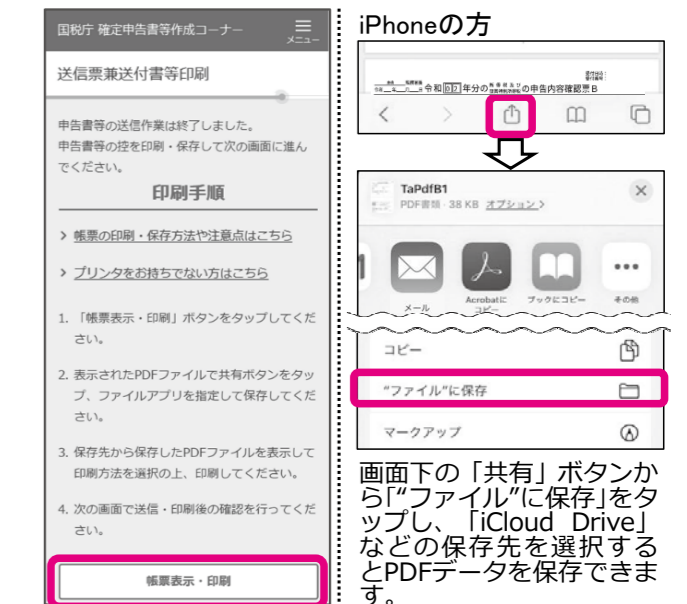 国税庁 確定申告書等作成コーナー
メニュー
送信票兼送付書等印刷
申告書等の送信作業は終了しました。
申告書等の控を印刷・保存して次の画面に進ん
でください。
印刷手順
帳票の印刷・保存方法や注意点はこちら
プリンタをお持ちでない方はこちら
1. 「帳票表示・印刷」ボタンをタップしてくだ
さい。
2. 表示されたPDFファイルで共有ボタンをタッ
プ、ファイルアプリを指定して保存してくだ
さい。
3. 保存先から保存したPDFファイルを表示して
印刷方法を選択の上、印刷してください。
4. 次の画面で送信・印刷後の確認を行ってくだ
さい。
帳票表示・印刷
iPhoneの方
令和 年分の の申告内容確認票B
TaPdfB1
PDF書類・38 KB オプション >
メール
Acrobatに
コピー
ブックにコピー
その他
コピー
“ファイル”に保存
マークアップ
画面下の「共有」ボタンか
ら「“ファイル”に保存」をタ
ップし、「iCloud Drive」
などの保存先を選択する
とPDFデータを保存できま
す。